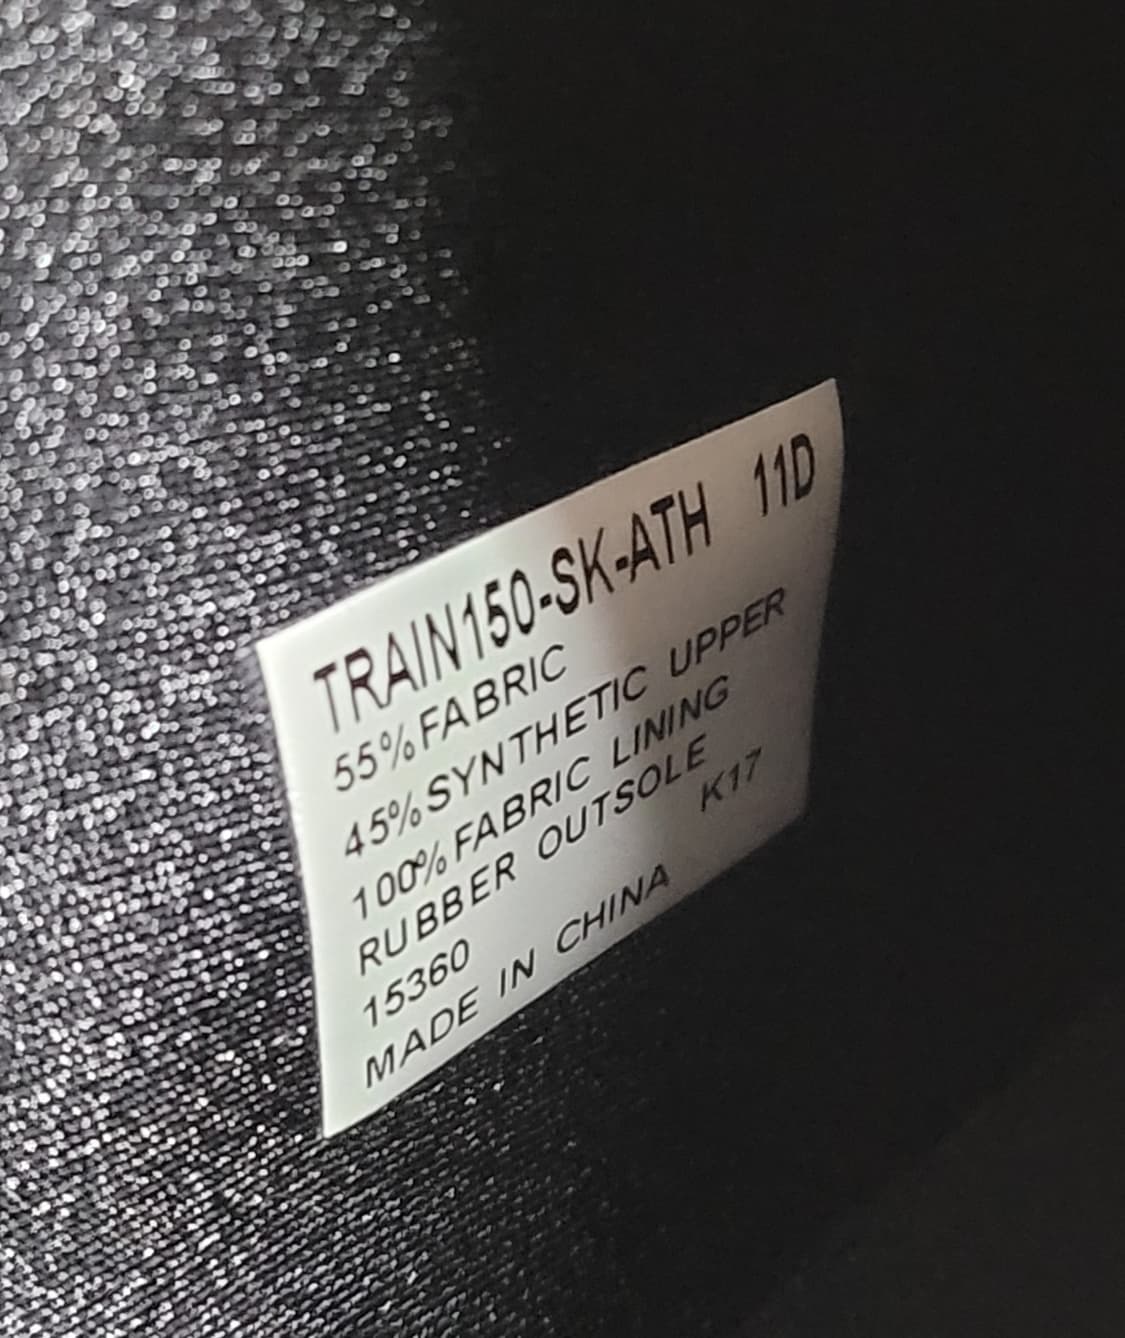 TRAIN150-SK-ATH 11D
55%FABRIC
45%SYNTHETIC UPPER
100%FABRIC LINING
RUBBER OUTSOLE
15360 K17
MADE IN CHINA